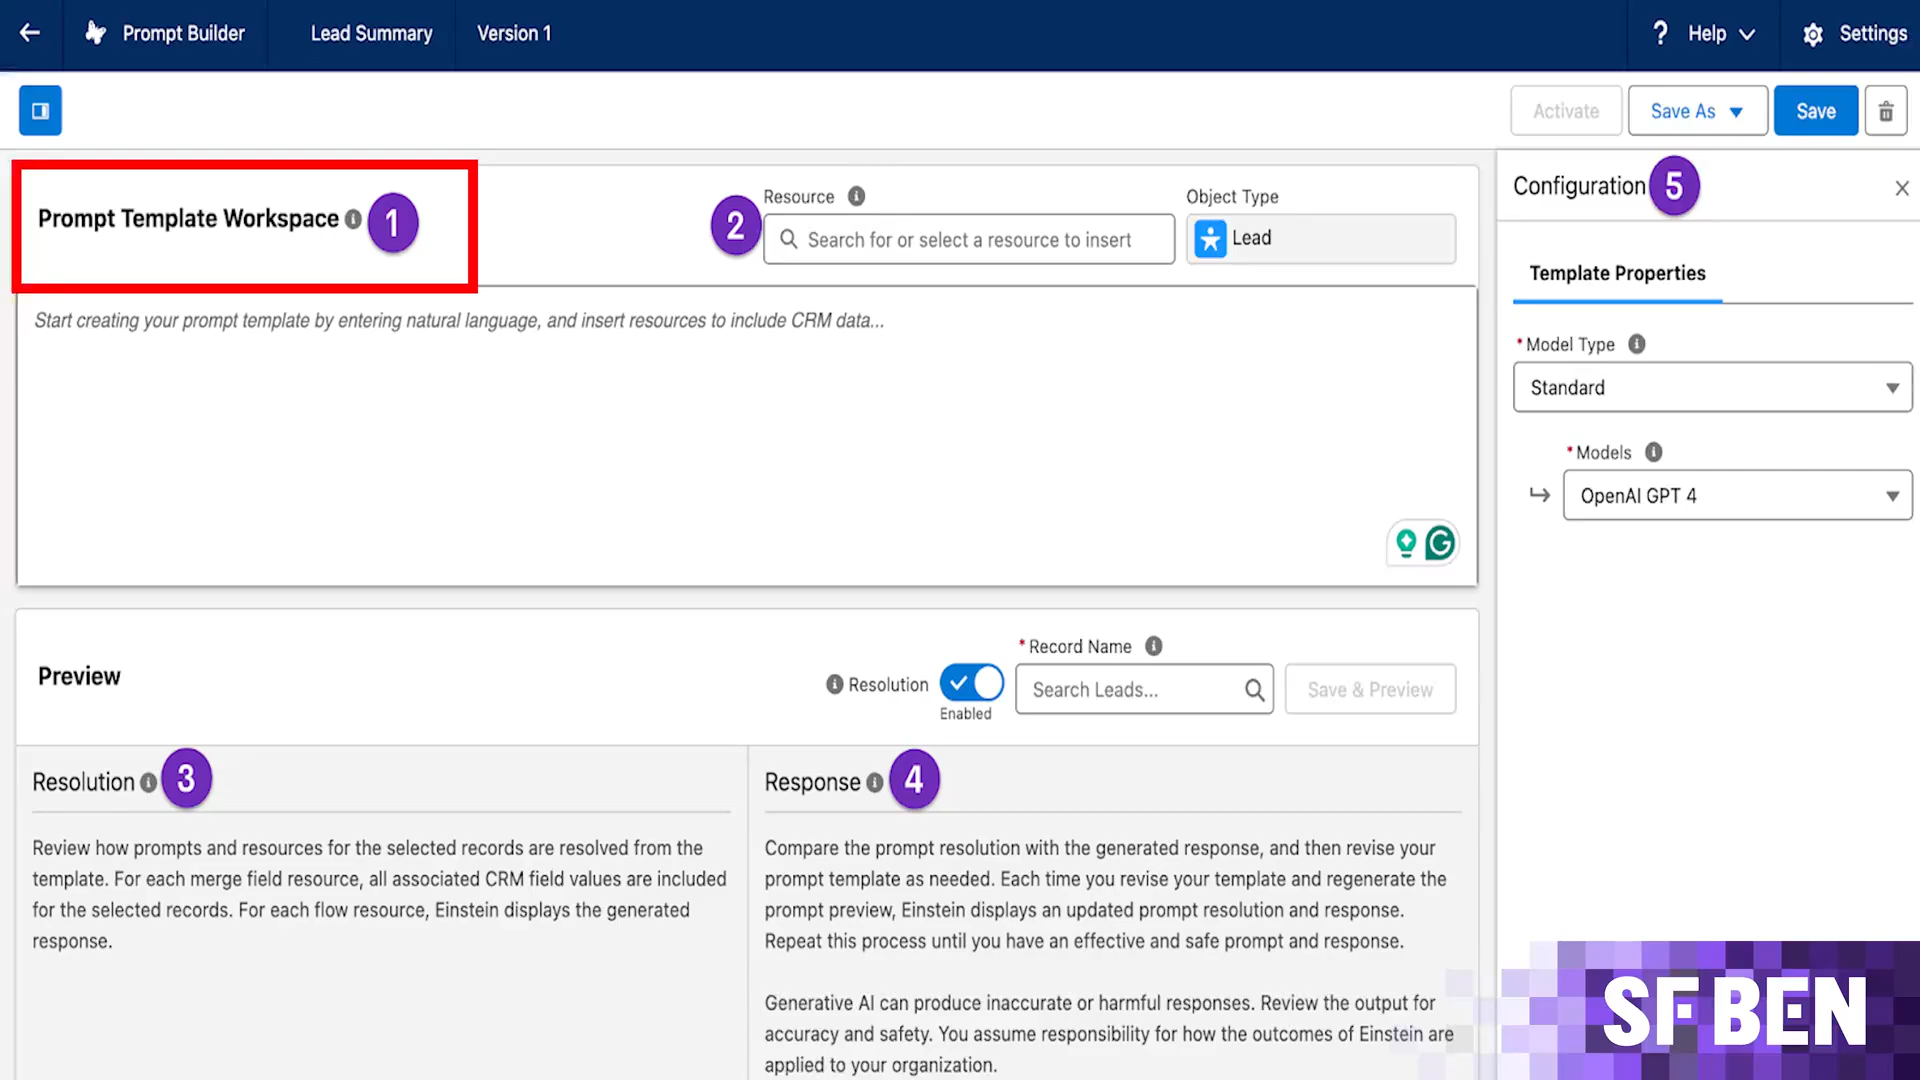 Prompt Builder
Lead Summary
Version 1
? Help
Settings
Activate
Save As
Save
Prompt Template Workspace
1
2
Resource
Search for or select a resource to insert
Object Type
Lead
Start creating your prompt template by entering natural language, and insert resources to include CRM data...
Configuration
5
Template Properties
* Model Type
Standard
* Models
OpenAI GPT 4
Preview
Resolution
Enabled
* Record Name
Search Leads...
Save & Preview
Resolution
3
Review how prompts and resources for the selected records are resolved from the
template. For each merge field resource, all associated CRM field values are included
for the selected records. For each flow resource, Einstein displays the generated
response.
Response
4
Compare the prompt resolution with the generated response, and then revise your
prompt template as needed. Each time you revise your template and regenerate the
prompt preview, Einstein displays an updated prompt resolution and response.
Repeat this process until you have an effective and safe prompt and response.
Generative AI can produce inaccurate or harmful responses. Review the output for
accuracy and safety. You assume responsibility for how the outcomes of Einstein are
applied to your organization.
SF BEN